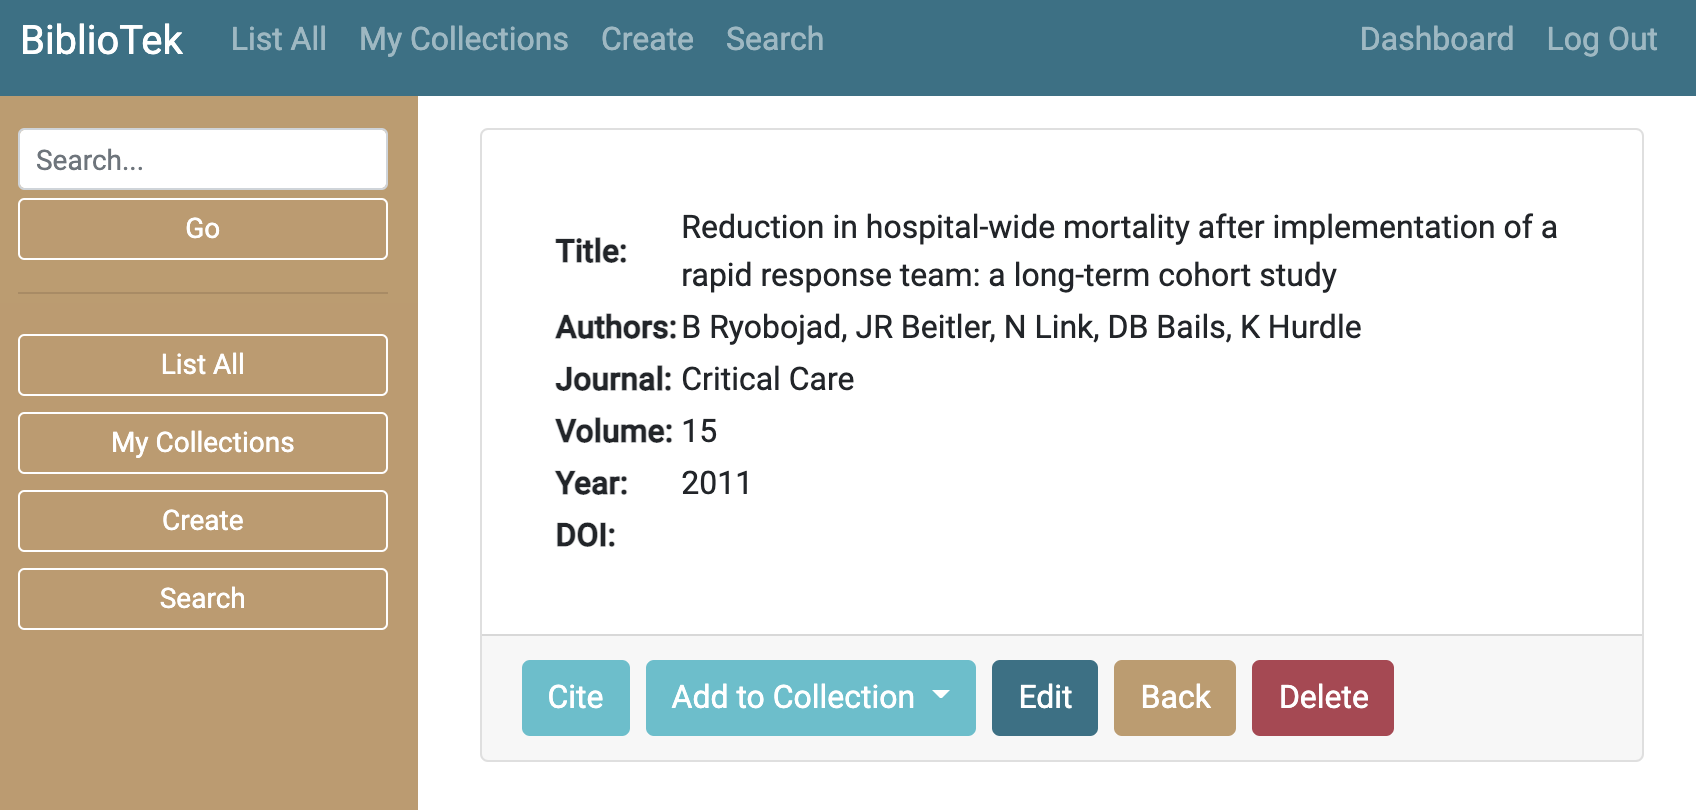 BiblioTek List All My Collections Create Search Dashboard Log Out
Search...
Go
List All
My Collections
Create
Search
Title: Reduction in hospital-wide mortality after implementation of a
rapid response team: a long-term cohort study
Authors: B Ryobojad, JR Beitler, N Link, DB Bails, K Hurdle
Journal: Critical Care
Volume: 15
Year: 2011
DOI:
Cite Add to Collection Edit Back Delete